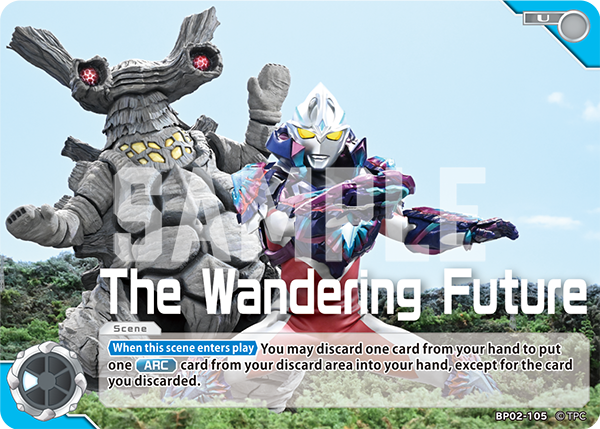 U
SAMPLE
The Wandering Future
Scene
When this scene enters play You may discard one card from your hand to put
one ARC card from your discard area into your hand, except for the card
you discarded.
BP02-105 ©TPC